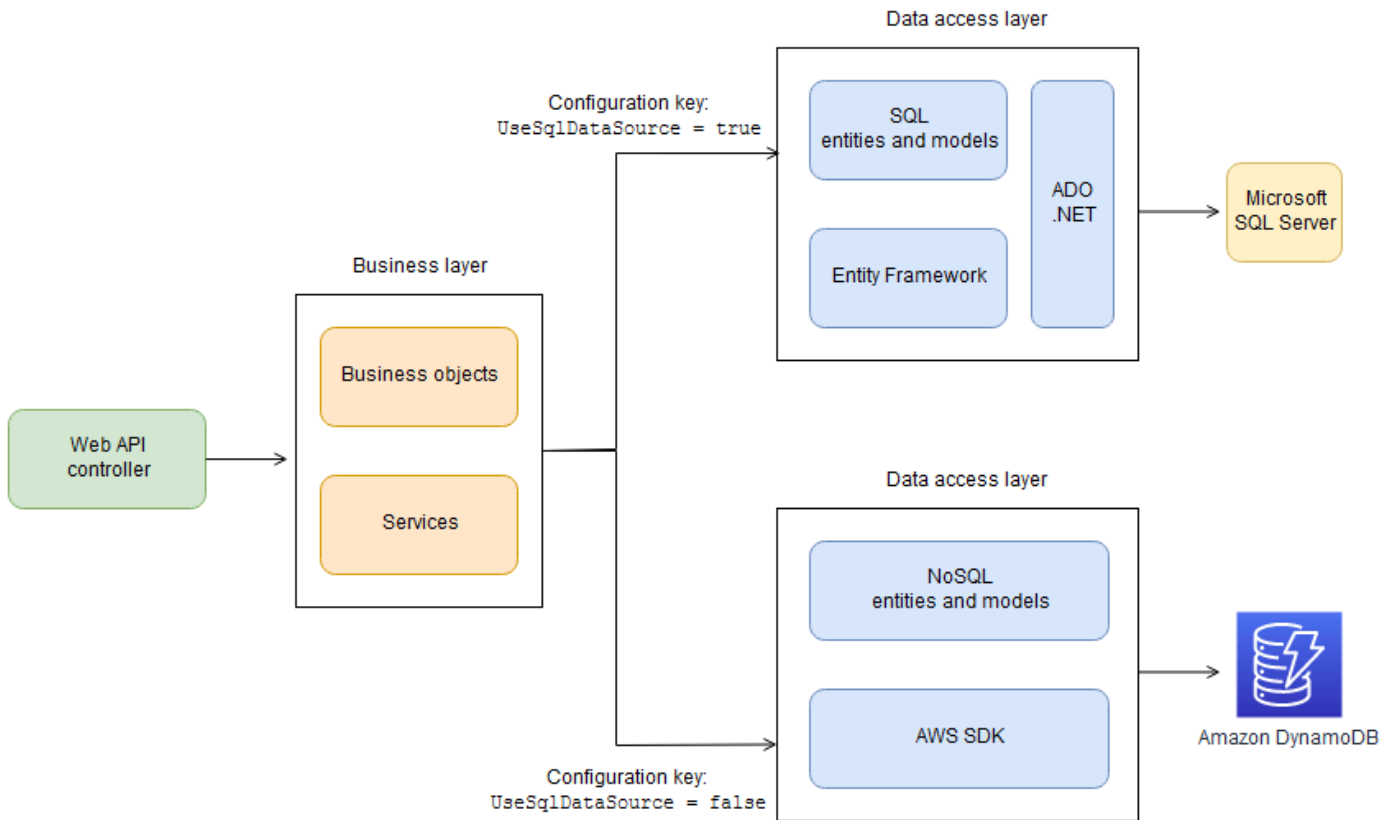 Data access layer
Configuration key:
UseSqlDataSource = true
SQL
entities and models
ADO
.NET
Entity Framework
Microsoft
SQL Server
Business layer
Business objects
Services
Web API
controller
Data access layer
NoSQL
entities and models
AWS SDK
Amazon DynamoDB
Configuration key:
UseSqlDataSource = false